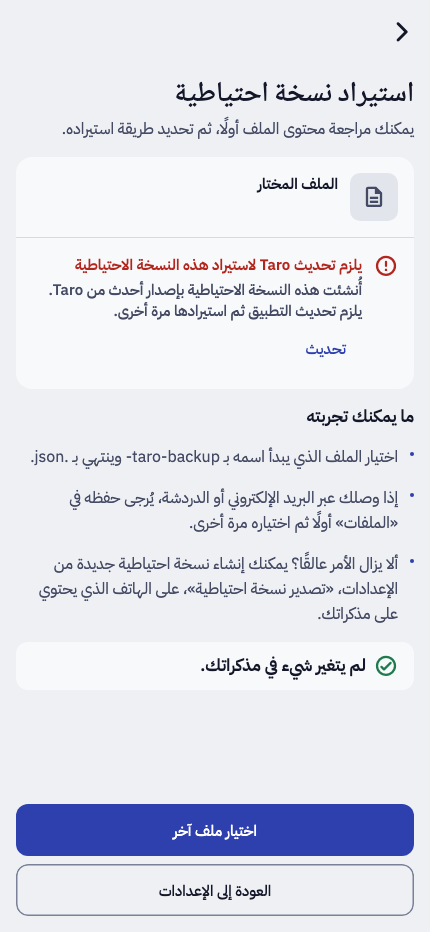 استيراد نسخة احتياطية
يمكنك مراجعة محتوى الملف أولًا، ثم تحديد طريقة استيراده.
الملف المختار
يلزم تحديث Taro لاستيراد هذه النسخة الاحتياطية
أُنشئت هذه النسخة الاحتياطية بإصدار أحدث من Taro.
يلزم تحديث التطبيق ثم استيرادها مرة أخرى.
تحديث
ما يمكنك تجربته
• اختيار الملف الذي يبدأ اسمه بـ taro-backup- وينتهي بـ .json.
• إذا وصلك عبر البريد الإلكتروني أو الدردشة، يُرجى حفظه في
«الملفات» أولًا ثم اختياره مرة أخرى.
• ألا يزال الأمر عالقًا؟ يمكنك إنشاء نسخة احتياطية جديدة من
الإعدادات، «تصدير نسخة احتياطية»، على الهاتف الذي يحتوي
على مذكراتك.
لم يتغير شيء في مذكراتك.
اختيار ملف آخر
العودة إلى الإعدادات